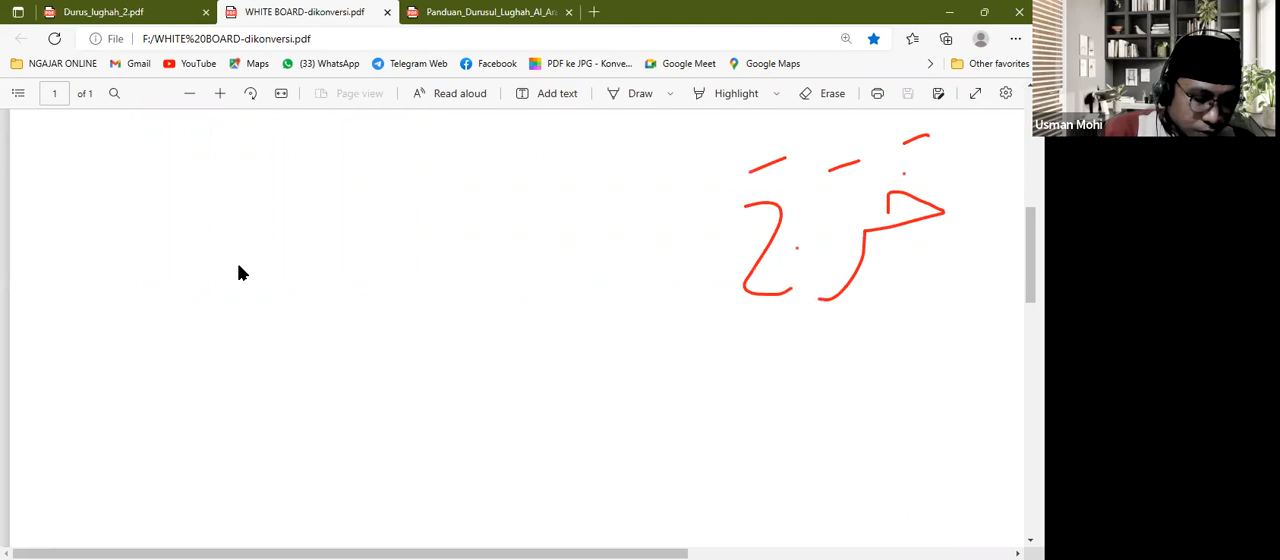 Durus_lughah_2.pdf
WHITE BOARD-dikonversi.pdf
Panduan_Durusul_Lughah_Al_Ar
File F:/WHITE%20BOARD-dikonversi.pdf
NGAJAR ONLINE Gmail YouTube Maps (33) WhatsApp Telegram Web Facebook PDF ke JPG - Konve... Google Meet Google Maps Other favorites
1 of 1 Page view Read aloud Add text Draw Highlight Erase
Usman Mohi
خَرَجَ